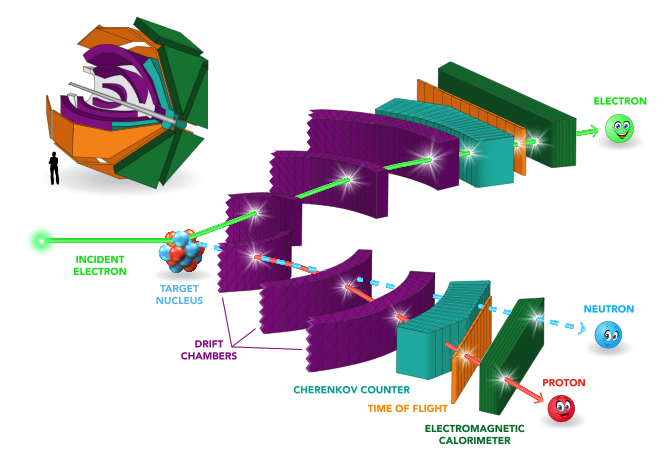 ELECTRON
INCIDENT
ELECTRON
TARGET
NUCLEUS
NEUTRON
DRIFT
CHAMBERS
PROTON
CHERENKOV COUNTER
TIME OF FLIGHT
ELECTROMAGNETIC
CALORIMETER